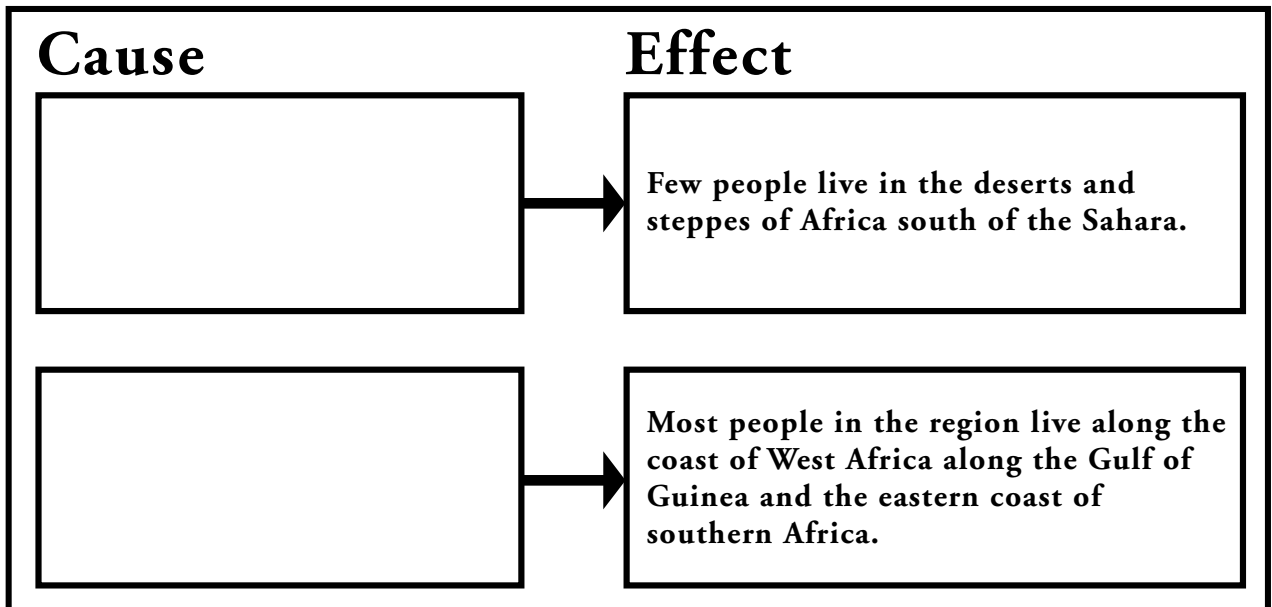 Cause
Effect
Few people live in the deserts and
steppes of Africa south of the Sahara.
Most people in the region live along the
coast of West Africa along the Gulf of
Guinea and the eastern coast of
southern Africa.